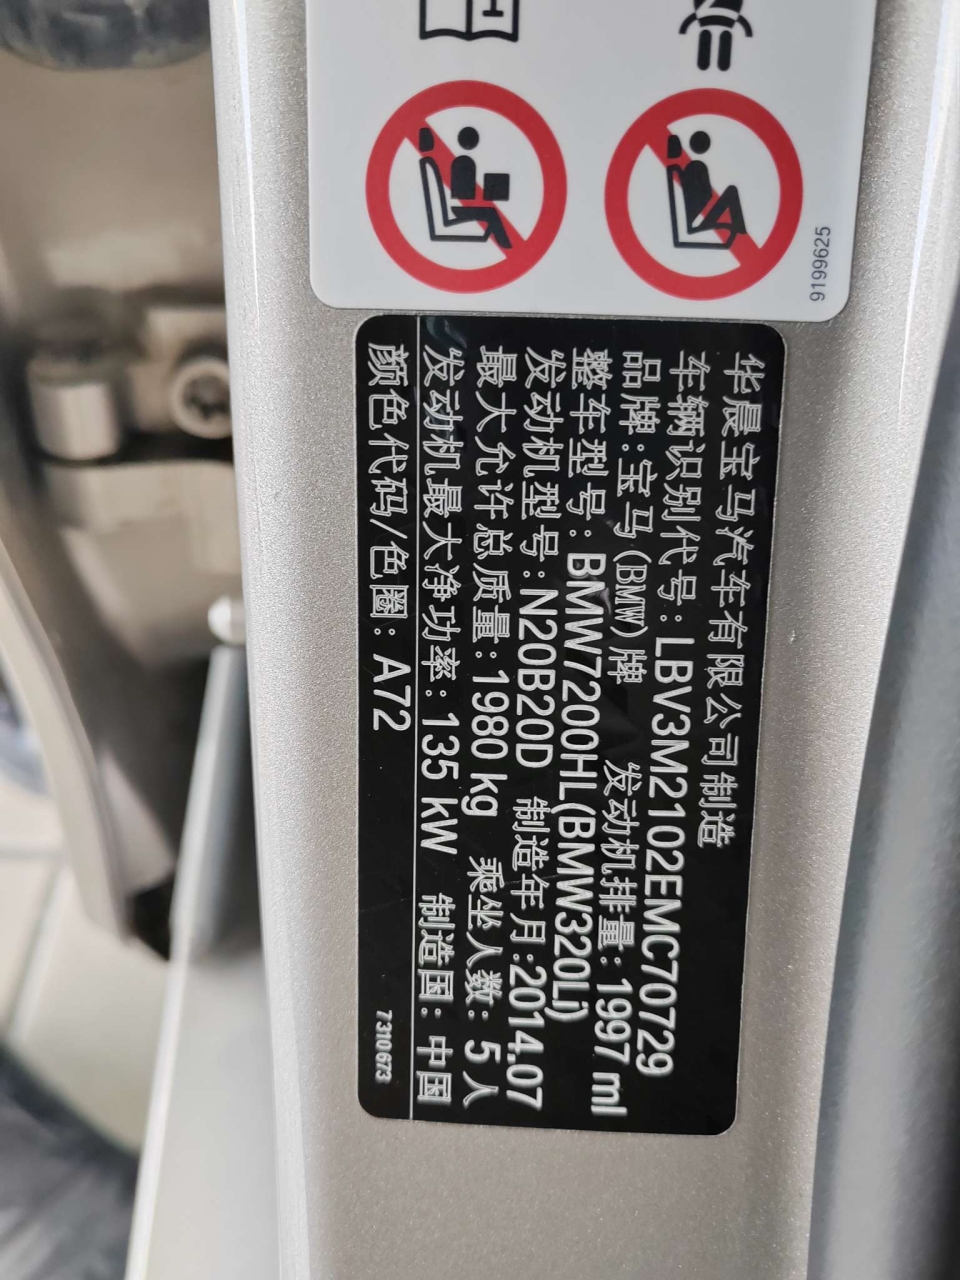 9199625
华晨宝马汽车有限公司制造
车辆识别代号：LBV3M2102EMC70729
品牌：宝马(BMW)牌 发动机排量：1997 ml
整车型号：BMW7200HL(BMW320Li)
发动机型号：N20B20D 制造年月：2014.07
最大允许总质量：1980 kg 乘坐人数：5人
发动机最大净功率：135 kW 制造国：中国
颜色代码/色圈：A72
7310673